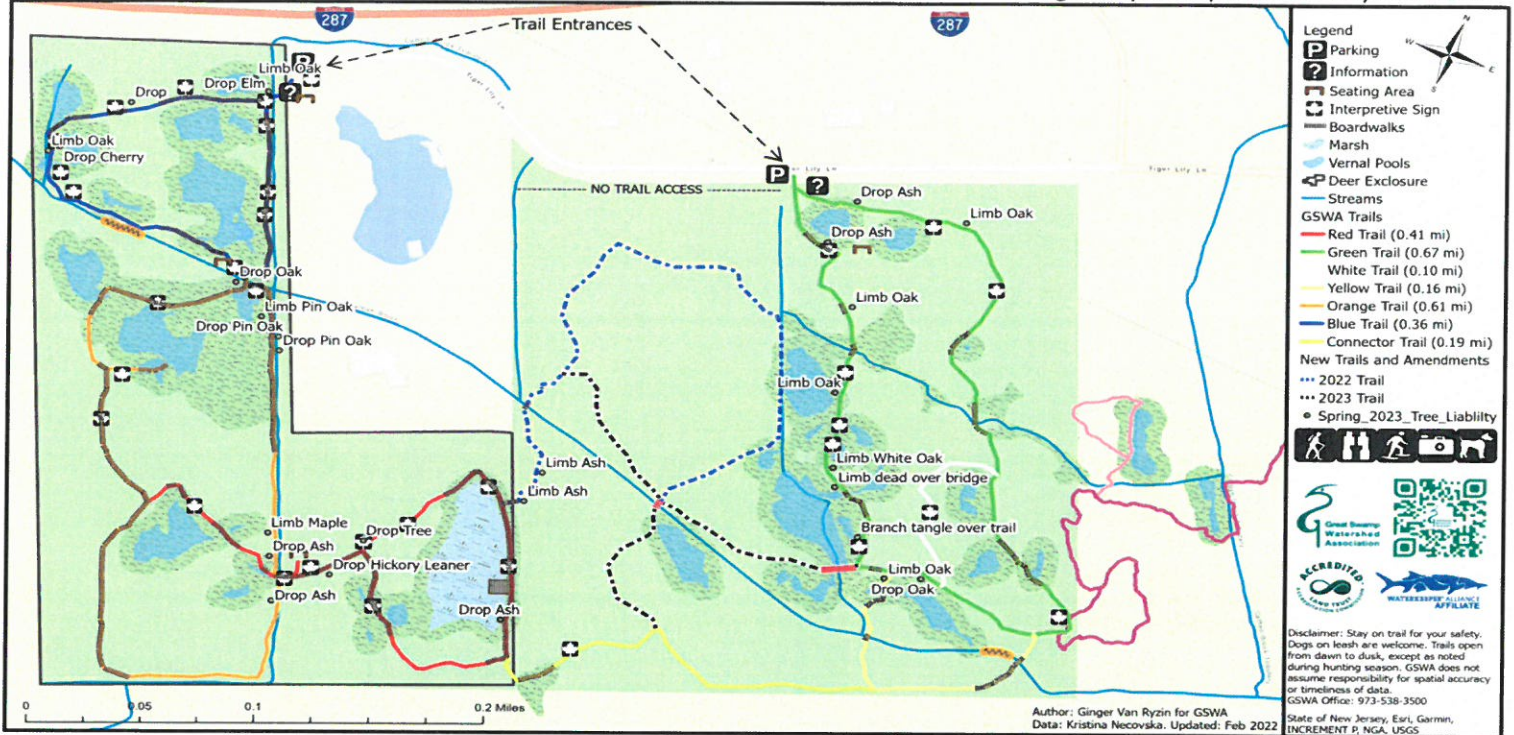 287
287
Trail Entrances
P
Limb Oak
Drop Elm
Drop
?
Limb Oak
Drop Cherry
Tiger Lily Ln
NO TRAIL ACCESS
P
?
Tiger Lily Ln
Drop Ash
Limb Oak
Drop Ash
Drop Oak
Limb Pin Oak
Drop Pin Oak
Drop Pin Oak
Limb Oak
Limb Oak
Limb White Oak
Limb dead over bridge
Limb Ash
Limb Ash
Branch tangle over trail
Limb Maple
Drop Tree
Drop Ash
Drop Hickory Leaner
Drop Ash
Drop Ash
Limb Oak
Drop Oak
0 0.05 0.1 0.2 Miles
Author: Ginger Van Ryzin for GSWA
Data: Kristina Necovska. Updated: Feb 2022
Legend
N
W
E
S
P Parking
? Information
Seating Area
Interpretive Sign
Boardwalks
Marsh
Vernal Pools
Deer Exclosure
Streams
GSWA Trails
Red Trail (0.41 mi)
Green Trail (0.67 mi)
White Trail (0.10 mi)
Yellow Trail (0.16 mi)
Orange Trail (0.61 mi)
Blue Trail (0.36 mi)
Connector Trail (0.19 mi)
New Trails and Amendments
2022 Trail
2023 Trail
Spring_2023_Tree_Liablilty
Great Swamp
Watershed
Association
ACCREDITED
LAND TRUST
WATERKEEPER ALLIANCE
AFFILIATE
Disclaimer: Stay on trail for your safety.
Dogs on leash are welcome. Trails open
from dawn to dusk, except as noted
during hunting season. GSWA does not
assume responsibility for spatial accuracy
or timeliness of data.
GSWA Office: 973-538-3500
State of New Jersey, Esri, Garmin,
INCREMENT P, NGA, USGS